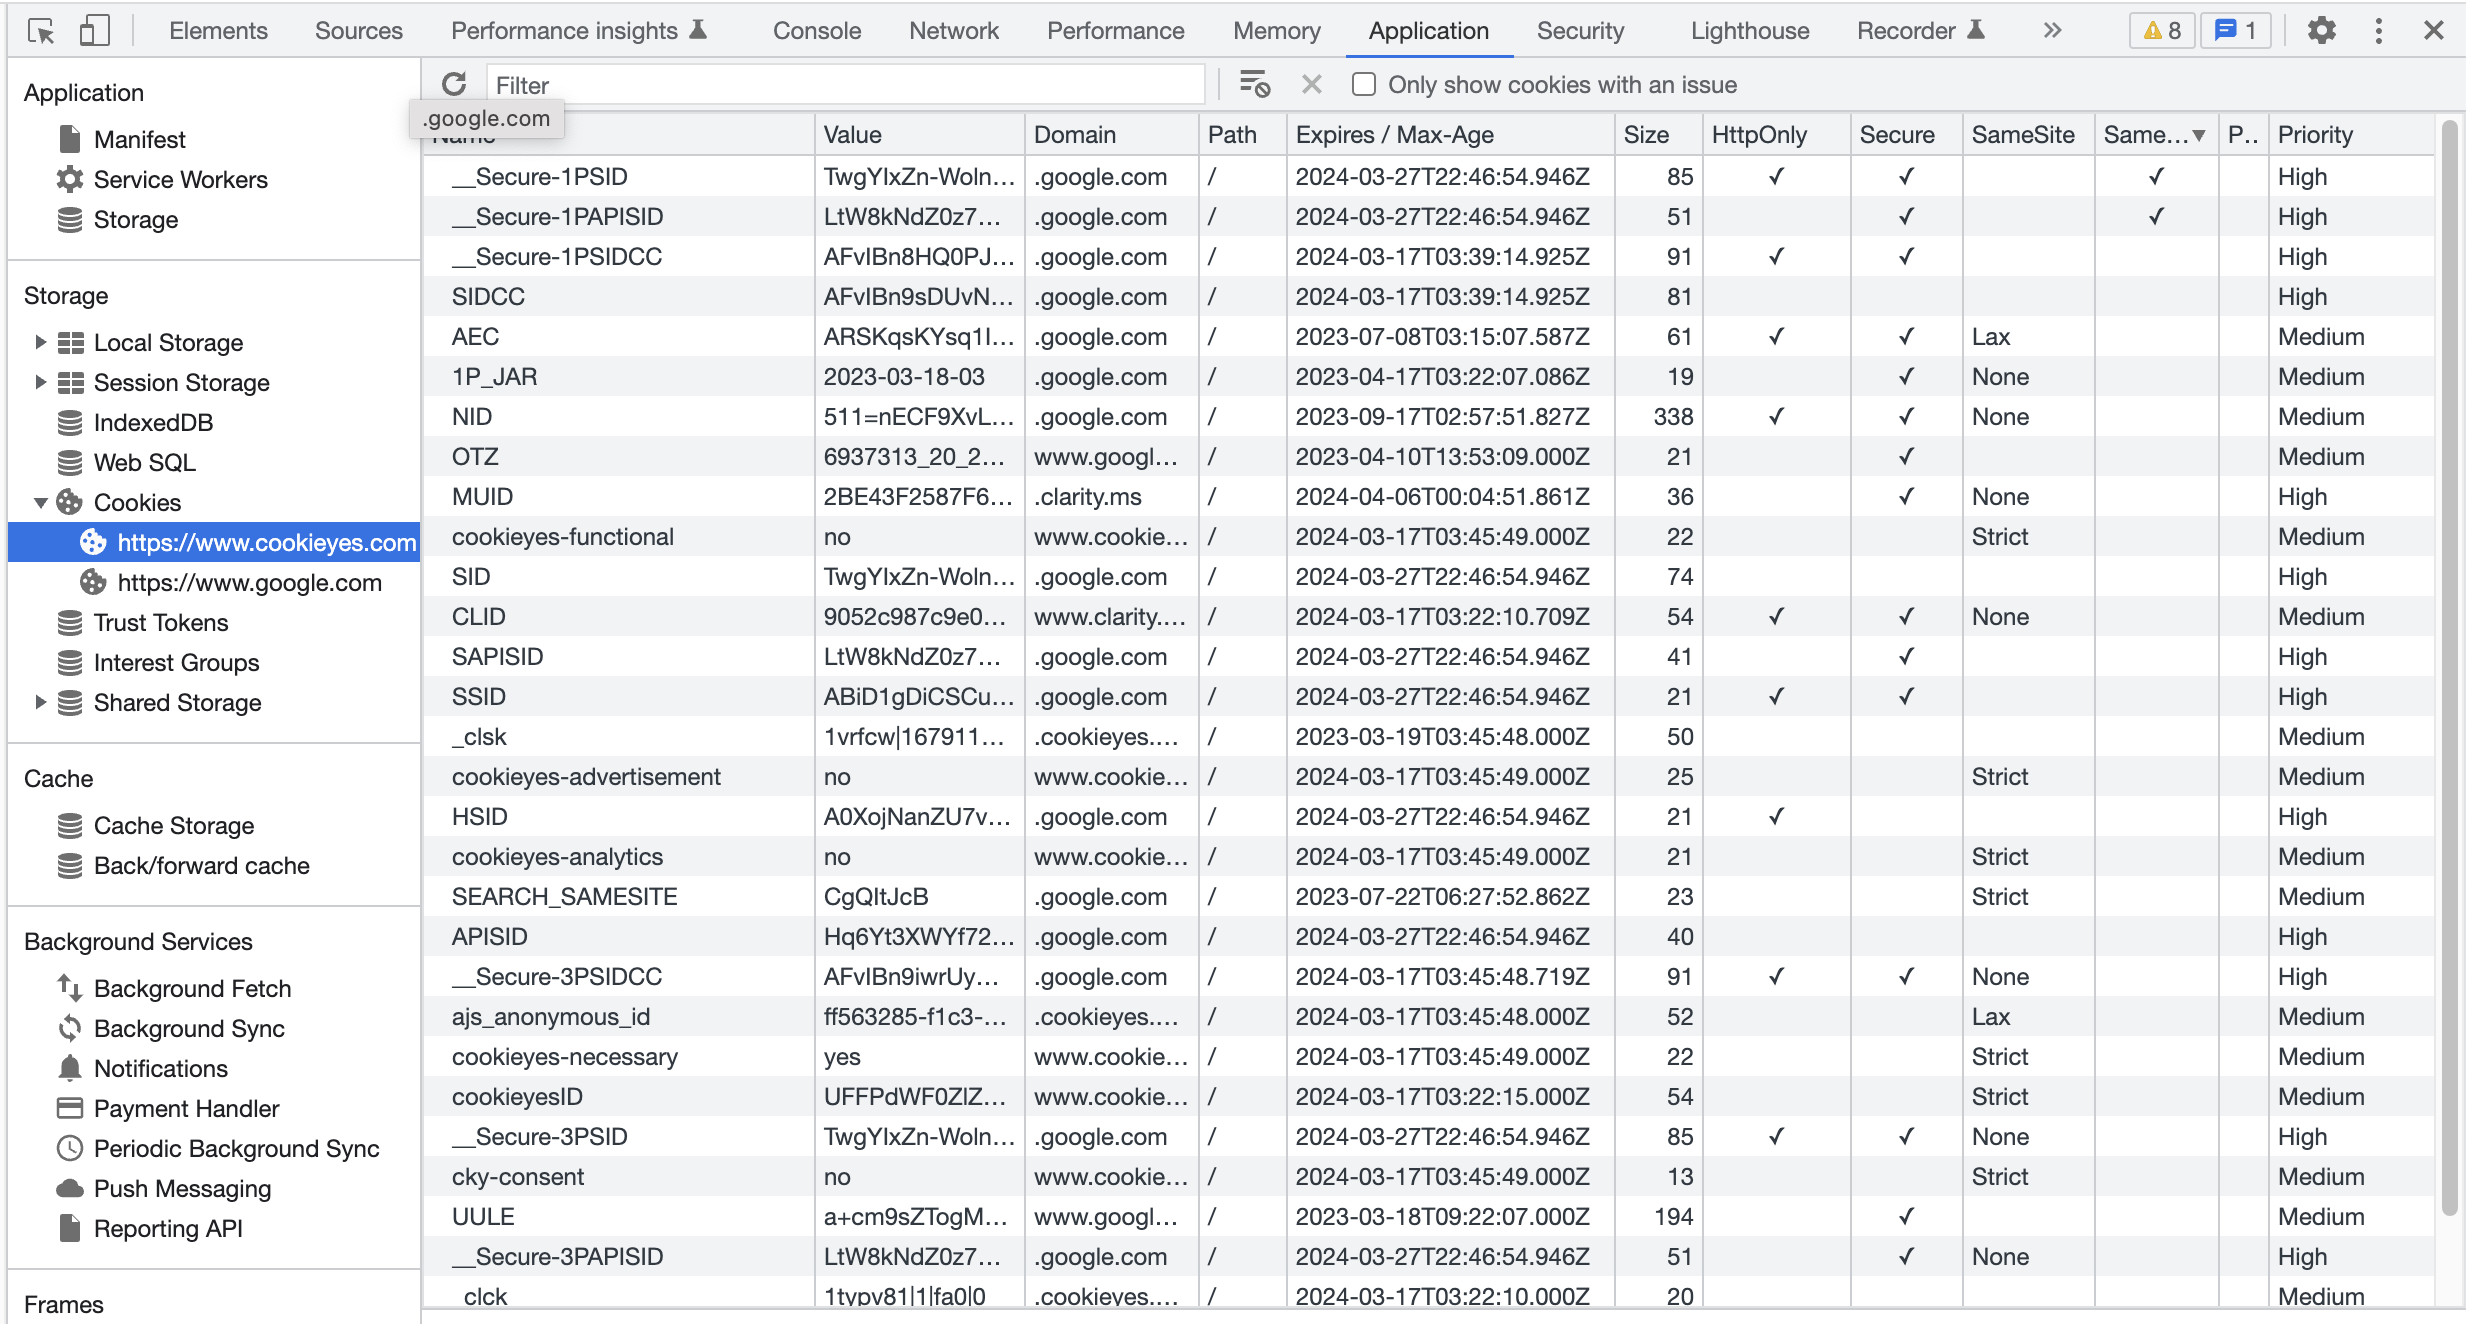 Elements Sources Performance insights Console Network Performance Memory Application Security Lighthouse Recorder 8 1
Application
Manifest
Service Workers
Storage
Storage
Local Storage
Session Storage
IndexedDB
Web SQL
Cookies
https://www.cookieyes.com
https://www.google.com
Trust Tokens
Interest Groups
Shared Storage
Cache
Cache Storage
Back/forward cache
Background Services
Background Fetch
Background Sync
Notifications
Payment Handler
Periodic Background Sync
Push Messaging
Reporting API
Frames
Filter Only show cookies with an issue
.google.com
Name Value Domain Path Expires / Max-Age Size HttpOnly Secure SameSite Same... P.. Priority
__Secure-1PSID TwgYIxZn-Woln... .google.com / 2024-03-27T22:46:54.946Z 85 ✓ ✓ ✓ High
__Secure-1PAPISID LtW8kNdZ0z7... .google.com / 2024-03-27T22:46:54.946Z 51 ✓ ✓ High
__Secure-1PSIDCC AFvIBn8HQ0PJ... .google.com / 2024-03-17T03:39:14.925Z 91 ✓ ✓ High
SIDCC AFvIBn9sDUvN... .google.com / 2024-03-17T03:39:14.925Z 81 High
AEC ARSKqsKYsq1I... .google.com / 2023-07-08T03:15:07.587Z 61 ✓ ✓ Lax Medium
1P_JAR 2023-03-18-03 .google.com / 2023-04-17T03:22:07.086Z 19 ✓ None Medium
NID 511=nECF9XvL... .google.com / 2023-09-17T02:57:51.827Z 338 ✓ ✓ None Medium
OTZ 6937313_20_2... www.googl... / 2023-04-10T13:53:09.000Z 21 ✓ Medium
MUID 2BE43F2587F6... .clarity.ms / 2024-04-06T00:04:51.861Z 36 ✓ None High
cookieyes-functional no www.cookie... / 2024-03-17T03:45:49.000Z 22 Strict Medium
SID TwgYIxZn-Woln... .google.com / 2024-03-27T22:46:54.946Z 74 High
CLID 9052c987c9e0... www.clarity.... / 2024-03-17T03:22:10.709Z 54 ✓ ✓ None Medium
SAPISID LtW8kNdZ0z7... .google.com / 2024-03-27T22:46:54.946Z 41 ✓ High
SSID ABiD1gDiCSCu... .google.com / 2024-03-27T22:46:54.946Z 21 ✓ ✓ High
_clsk 1vrfcw|167911... .cookieyes.... / 2023-03-19T03:45:48.000Z 50 Medium
cookieyes-advertisement no www.cookie... / 2024-03-17T03:45:49.000Z 25 Strict Medium
HSID A0XojNanZU7v... .google.com / 2024-03-27T22:46:54.946Z 21 ✓ High
cookieyes-analytics no www.cookie... / 2024-03-17T03:45:49.000Z 21 Strict Medium
SEARCH_SAMESITE CgQItJcB .google.com / 2023-07-22T06:27:52.862Z 23 Strict Medium
APISID Hq6Yt3XWYf72... .google.com / 2024-03-27T22:46:54.946Z 40 High
__Secure-3PSIDCC AFvIBn9iwrUy... .google.com / 2024-03-17T03:45:48.719Z 91 ✓ ✓ None High
ajs_anonymous_id ff563285-f1c3-... .cookieyes.... / 2024-03-17T03:45:48.000Z 52 Lax Medium
cookieyes-necessary yes www.cookie... / 2024-03-17T03:45:49.000Z 22 Strict Medium
cookieyesID UFFPdWF0ZlZ... www.cookie... / 2024-03-17T03:22:15.000Z 54 Strict Medium
__Secure-3PSID TwgYIxZn-Woln... .google.com / 2024-03-27T22:46:54.946Z 85 ✓ ✓ None High
cky-consent no www.cookie... / 2024-03-17T03:45:49.000Z 13 Strict Medium
UULE a+cm9sZTogM... www.googl... / 2023-03-18T09:22:07.000Z 194 ✓ Medium
__Secure-3PAPISID LtW8kNdZ0z7... .google.com / 2024-03-27T22:46:54.946Z 51 ✓ None High
_clck 1typv81|1|fa0|0 .cookieyes.... / 2024-03-17T03:22:10.000Z 20 Medium